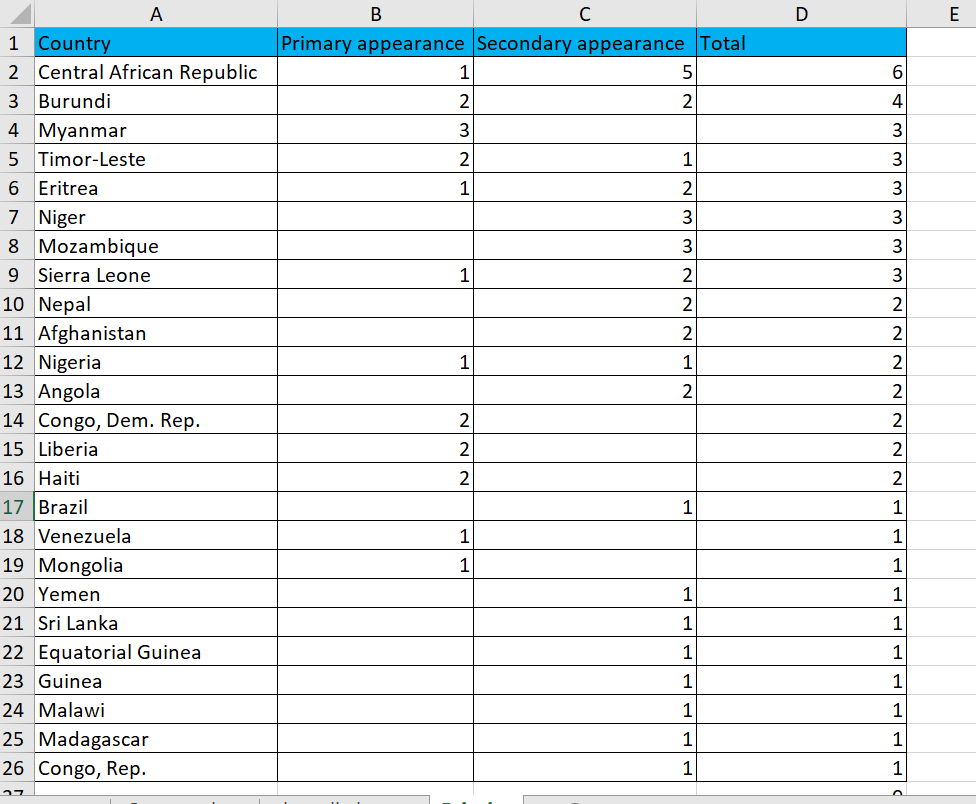 A B C D E
1 Country Primary appearance Secondary appearance Total
2 Central African Republic 1 5 6
3 Burundi 2 2 4
4 Myanmar 3 3
5 Timor-Leste 2 1 3
6 Eritrea 1 2 3
7 Niger 3 3
8 Mozambique 3 3
9 Sierra Leone 1 2 3
10 Nepal 2 2
11 Afghanistan 2 2
12 Nigeria 1 1 2
13 Angola 2 2
14 Congo, Dem. Rep. 2 2
15 Liberia 2 2
16 Haiti 2 2
17 Brazil 1 1
18 Venezuela 1 1
19 Mongolia 1 1
20 Yemen 1 1
21 Sri Lanka 1 1
22 Equatorial Guinea 1 1
23 Guinea 1 1
24 Malawi 1 1
25 Madagascar 1 1
26 Congo, Rep. 1 1